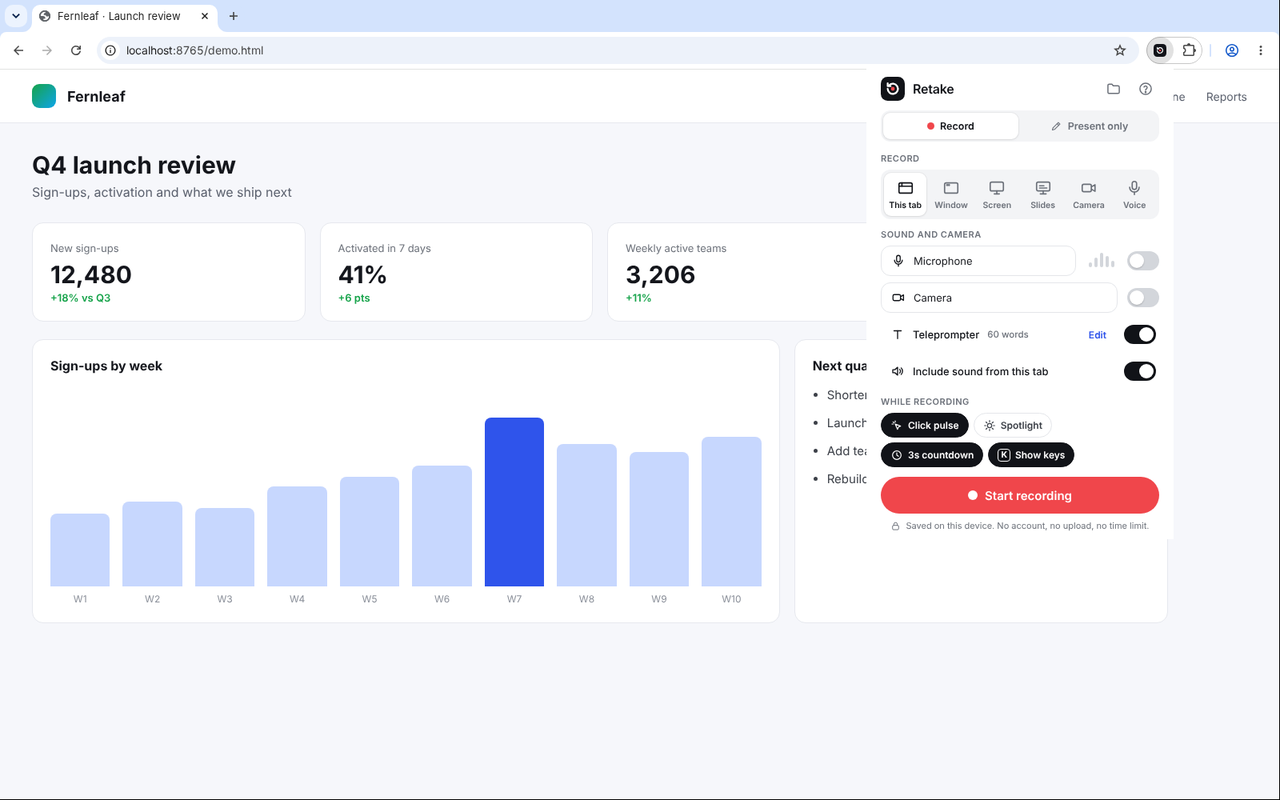 Fernleaf · Launch review
localhost:8765/demo.html
Fernleaf
Reports
Q4 launch review
Sign-ups, activation and what we ship next
New sign-ups
12,480
+18% vs Q3
Activated in 7 days
41%
+6 pts
Weekly active teams
3,206
+11%
Sign-ups by week
W1 W2 W3 W4 W5 W6 W7 W8 W9 W10
Next
Launch
Add
Retake
Record Present only
RECORD
This tab Window Screen Slides Camera Voice
SOUND AND CAMERA
Microphone
Camera
Teleprompter 60 words Edit
Include sound from this tab
WHILE RECORDING
Click pulse Spotlight
3s countdown K Show keys
Start recording
Saved on this device. No account, no upload, no time limit.